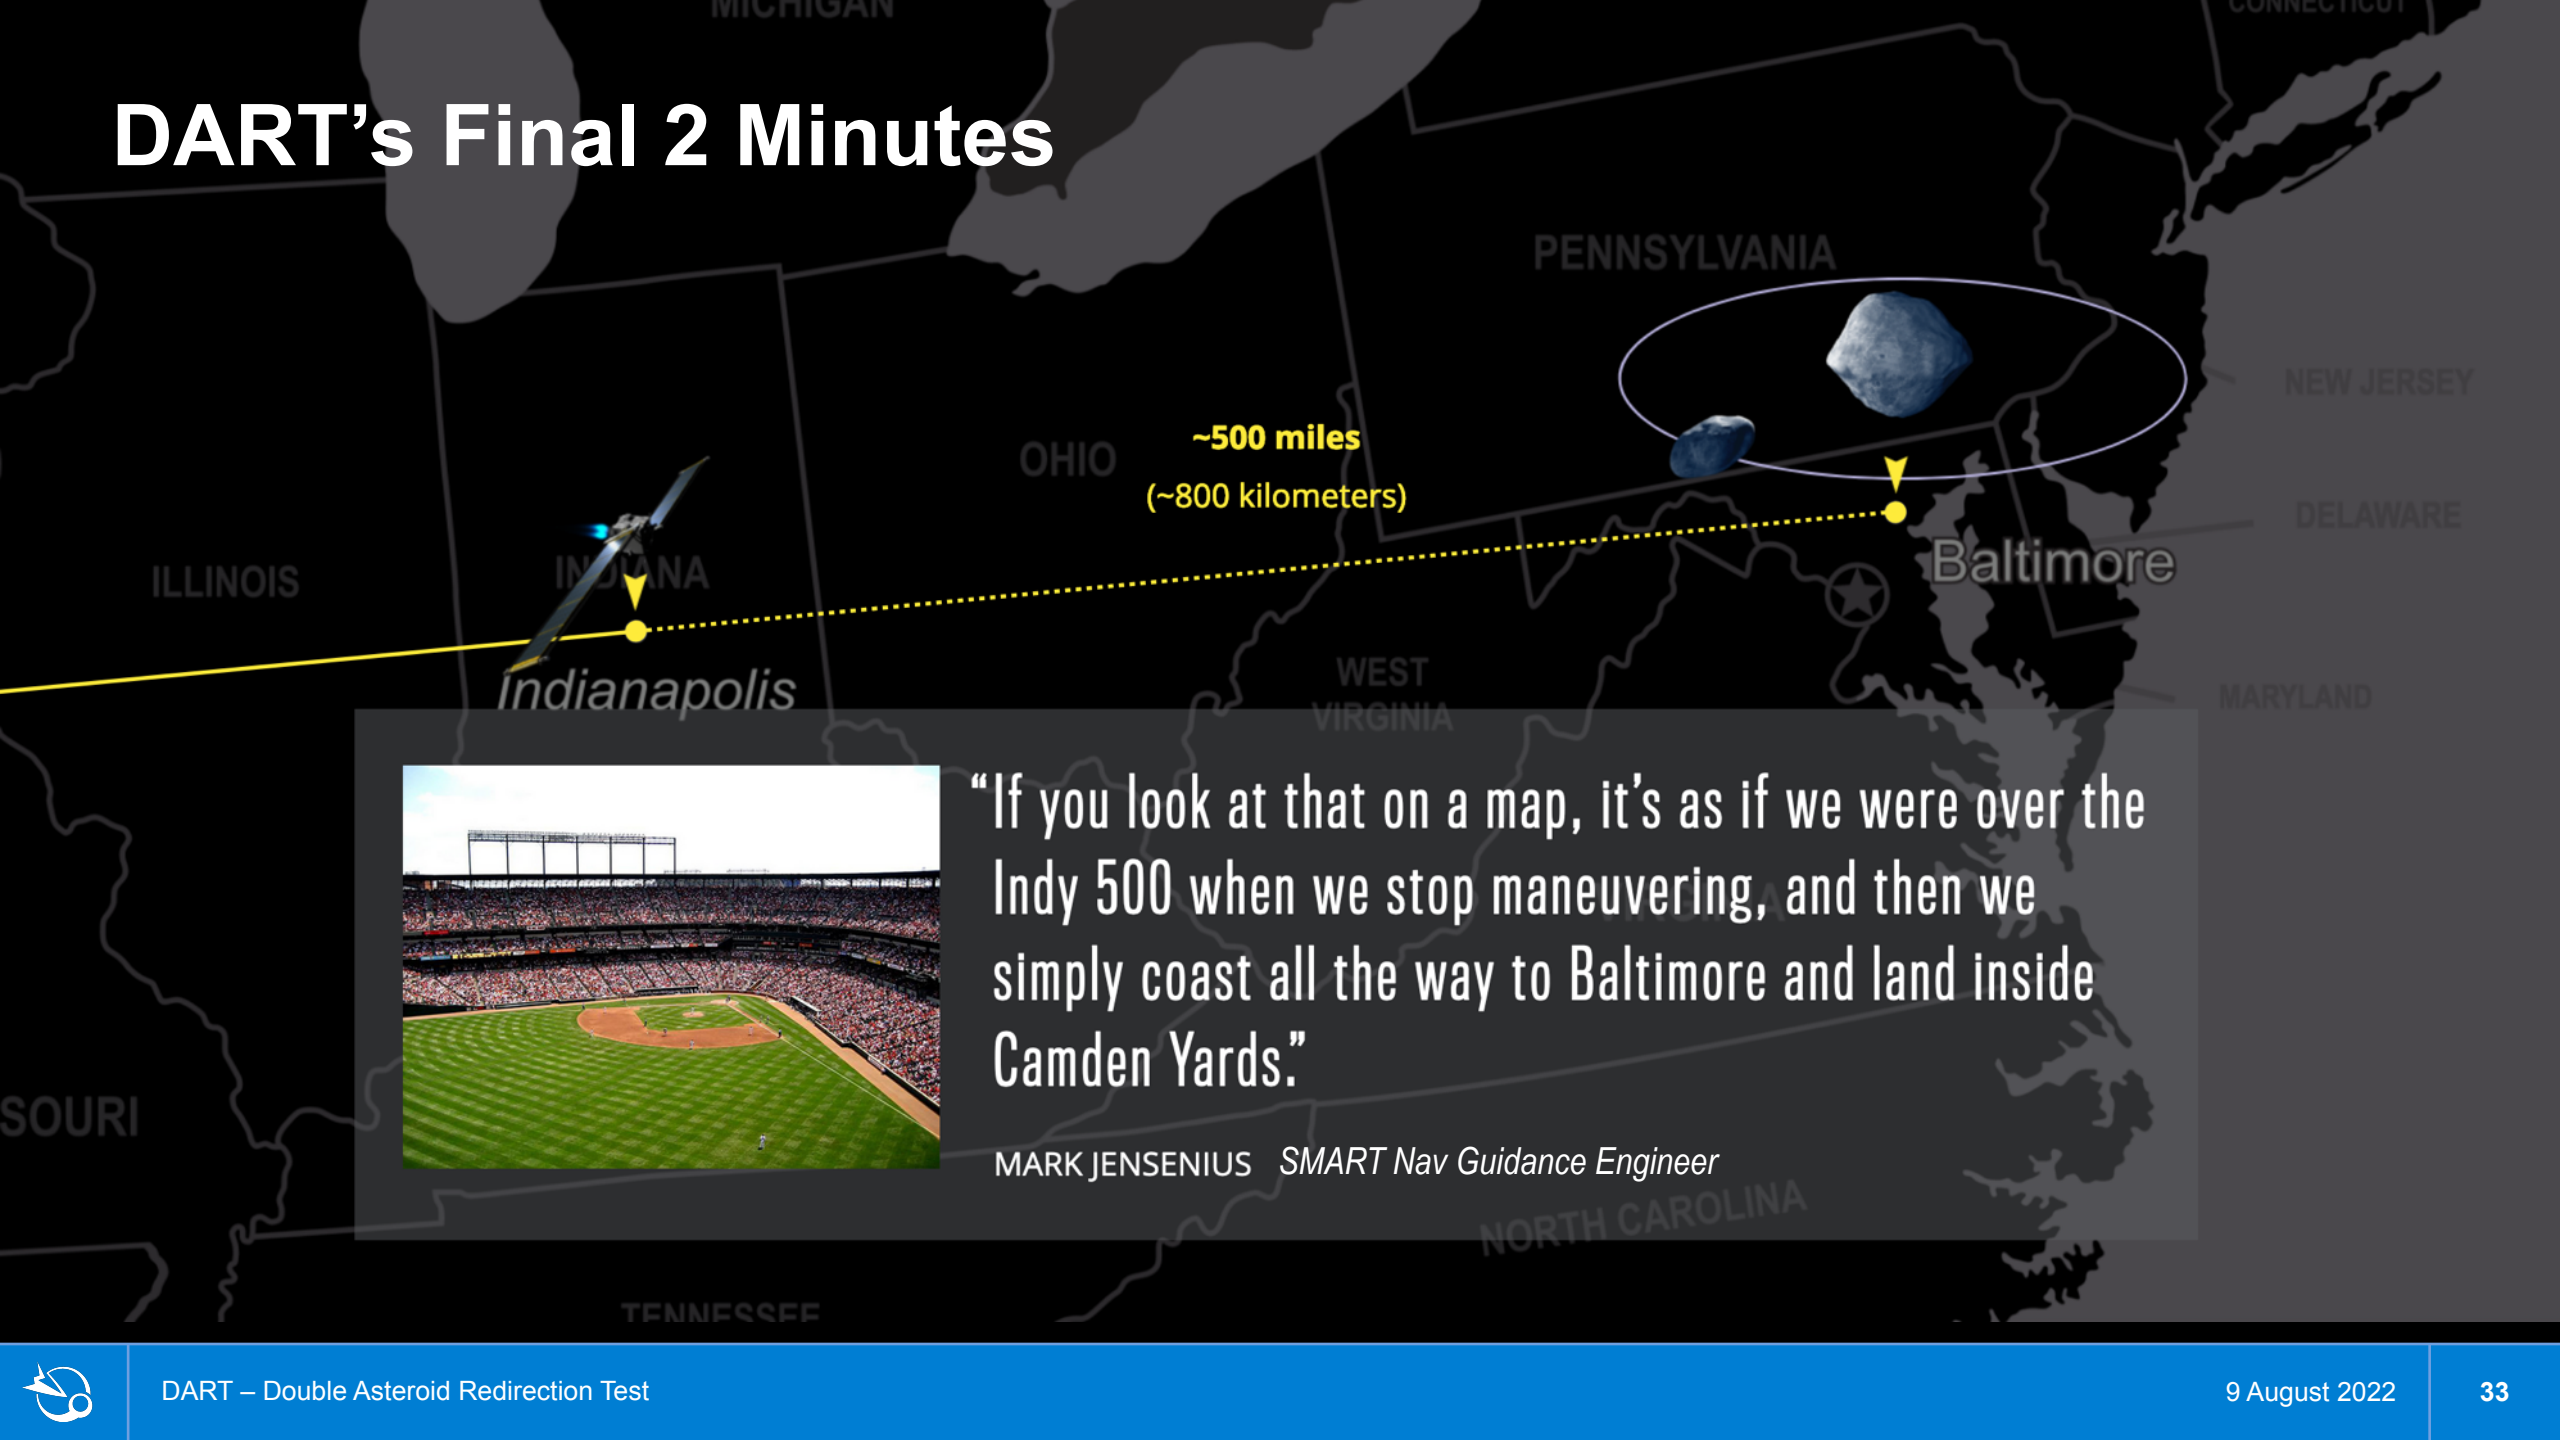 MICHIGAN
CONNECTICUT
DART’s Final 2 Minutes
PENNSYLVANIA
NEW JERSEY
~500 miles
OHIO
(~800 kilometers)
DELAWARE
Baltimore
ILLINOIS
INDIANA
Indianapolis
WEST
VIRGINIA
MARYLAND
“If you look at that on a map, it’s as if we were over the
Indy 500 when we stop maneuvering, and then we
VIRGINIA
simply coast all the way to Baltimore and land inside
Camden Yards.”
SOURI
MARK JENSENIUS SMART Nav Guidance Engineer
NORTH CAROLINA
TENNESSEE
DART – Double Asteroid Redirection Test
9 August 2022
33